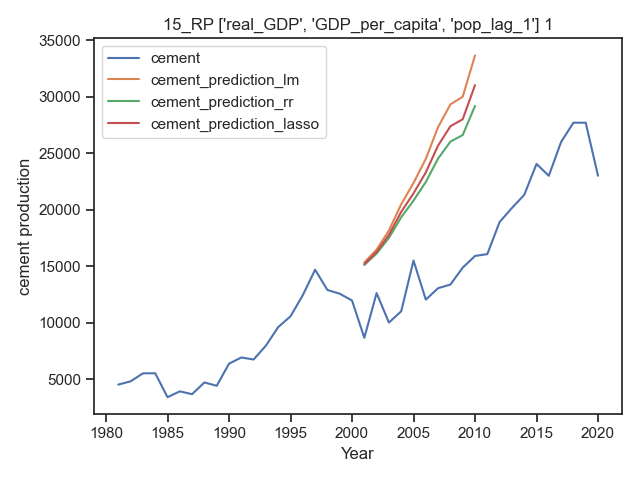 15_RP ['real_GDP', 'GDP_per_capita', 'pop_lag_1'] 1
cement
cement_prediction_lm
cement_prediction_rr
cement_prediction_lasso
cement production
35000
30000
25000
20000
15000
10000
5000
1980 1985 1990 1995 2000 2005 2010 2015 2020
Year